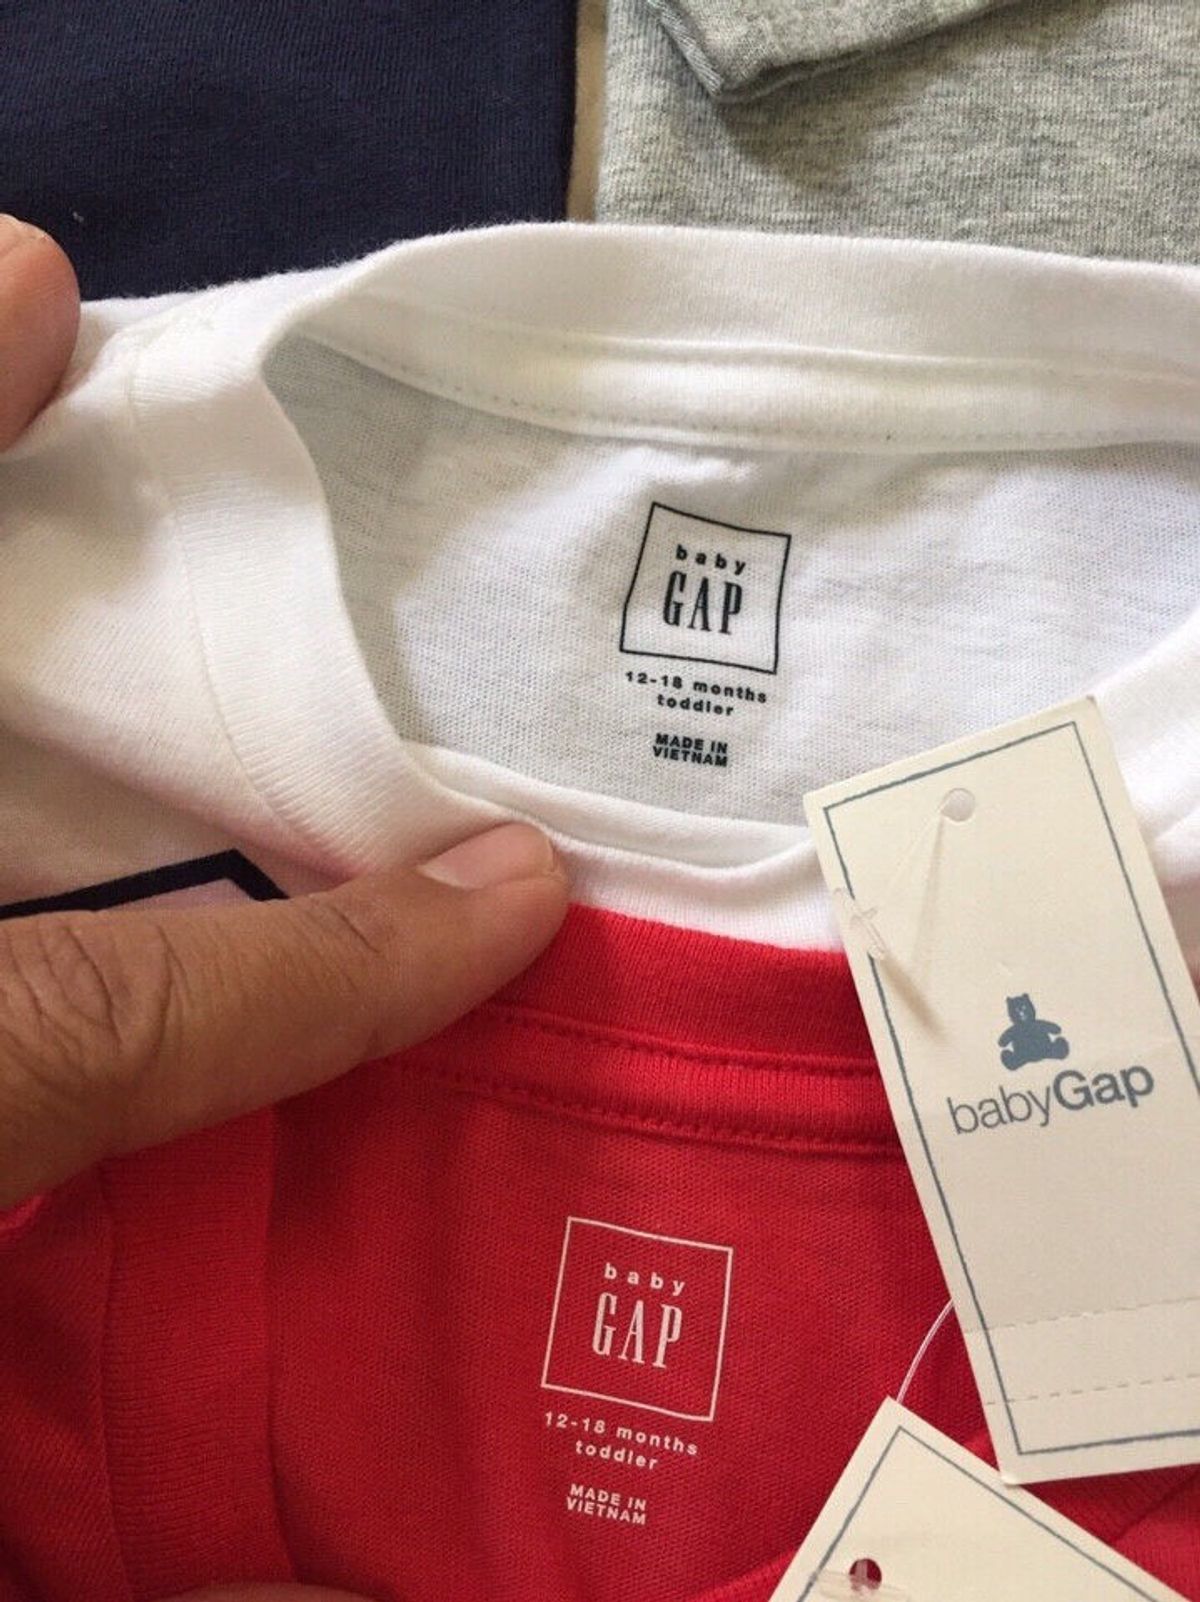 baby
GAP
12-18 months
toddler
MADE IN
VIETNAM
babyGap
baby
GAP
12-18 months
toddler
MADE IN
VIETNAM